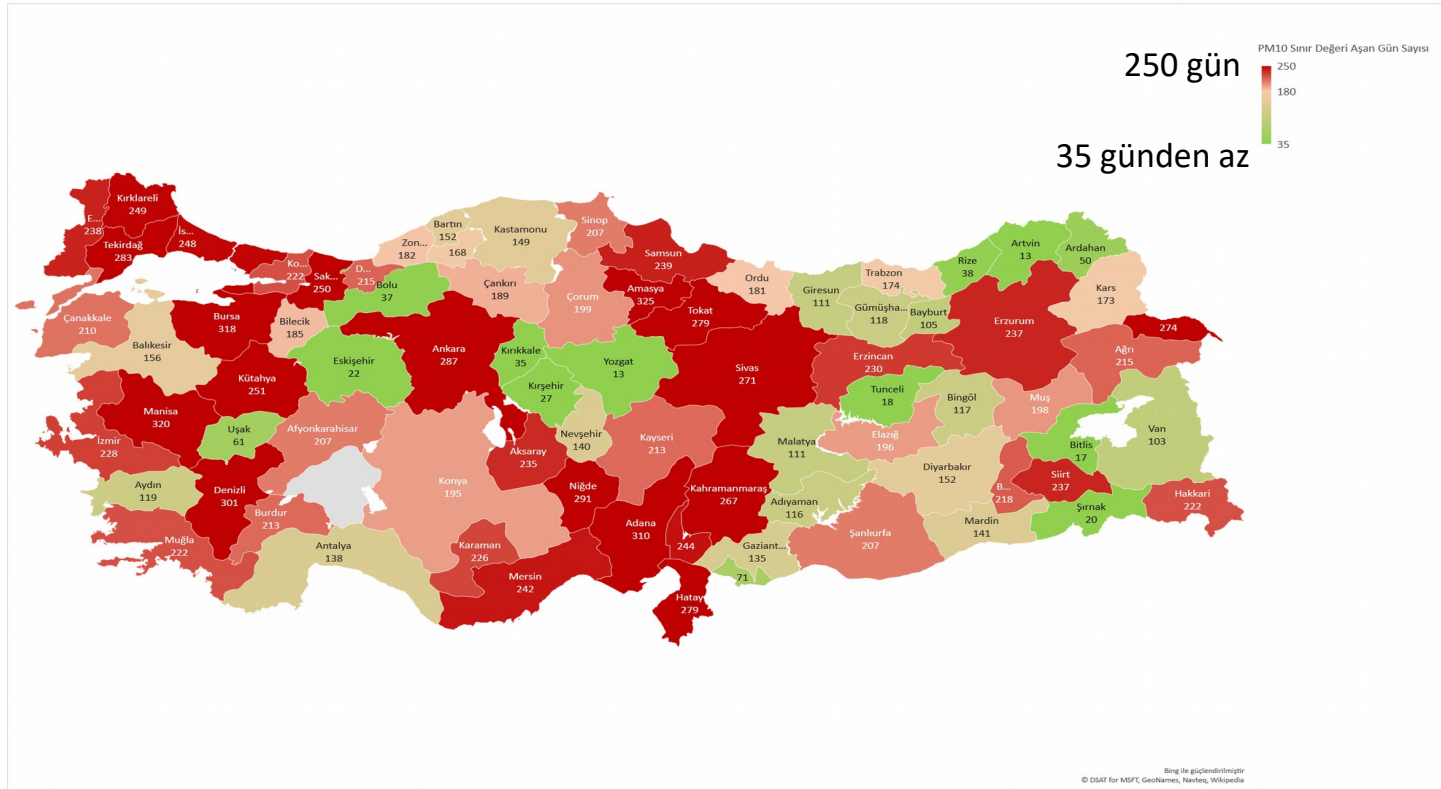 PM10 Sınır Değeri Aşan Gün Sayısı
250 gün
250
180
35 günden az
35
Kırklareli
249
E...
238
İs...
248
Tekirdağ
283
Ko...
222
Sak...
250
D...
215
Zon...
182
Bartın
152
168
Kastamonu
149
Sinop
207
Samsun
239
Amasya
325
Ordu
181
Giresun
111
Trabzon
174
Gümüşha...
118
Bayburt
105
Rize
38
Artvin
13
Ardahan
50
Kars
173
274
Ağrı
215
Erzurum
237
Çanakkale
210
Balıkesir
156
Bursa
318
Bilecik
185
Bolu
37
Çankırı
189
Çorum
199
Tokat
279
Kütahya
251
Eskişehir
22
Ankara
287
Kırıkkale
35
Kırşehir
27
Yozgat
13
Sivas
271
Erzincan
230
Tunceli
18
Bingöl
117
Muş
198
Bitlis
17
Van
103
Manisa
320
Uşak
61
Afyonkarahisar
207
İzmir
228
Aydın
119
Denizli
301
Burdur
213
Muğla
222
Antalya
138
Konya
195
Aksaray
235
Nevşehir
140
Kayseri
213
Niğde
291
Karaman
226
Mersin
242
Adana
310
Kahramanmaraş
267
244
Hatay
279
Malatya
111
Elazığ
196
Adıyaman
116
Gaziant...
135
71
Şanlıurfa
207
Diyarbakır
152
Mardin
141
B...
218
Siirt
237
Şırnak
20
Hakkari
222
Bing ile güçlendirilmiştir
© DSAT for MSFT, GeoNames, Navteq, Wikipedia